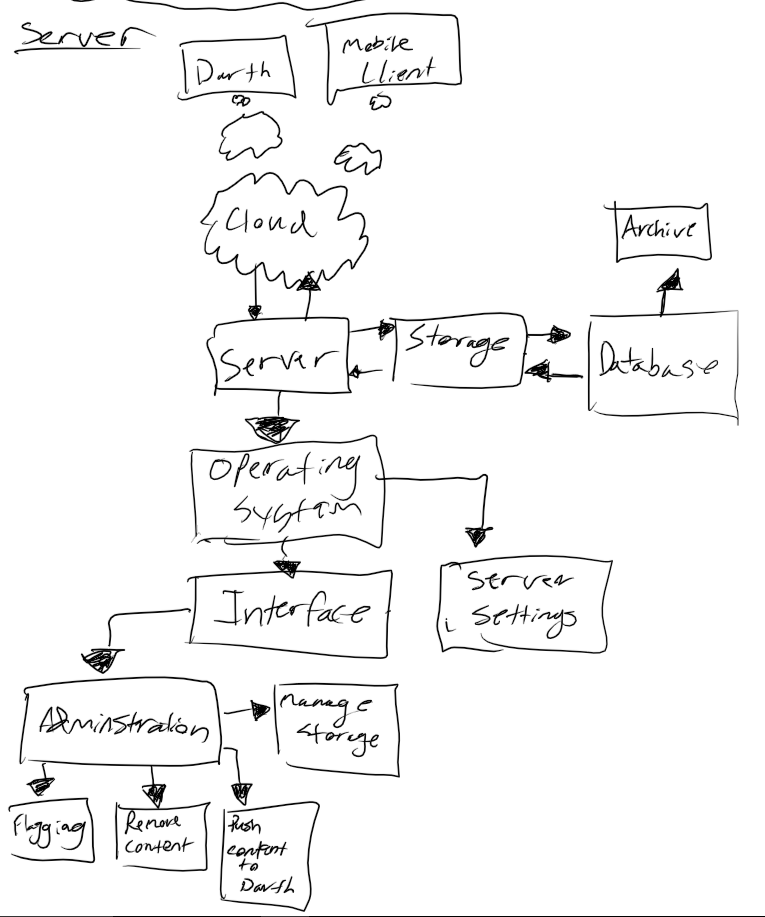 Server
Darth
Mobile
Client
Cloud
Archive
Server
Storage
Database
Operating
System
Server
Settings
Interface
Adminstration
Manage
Storage
Flagging
Remove
Content
Push
content
to
Darth